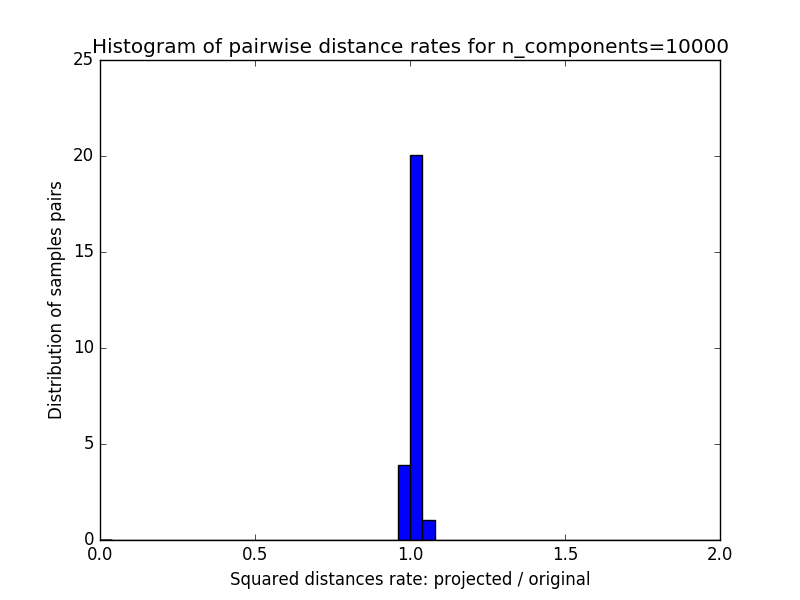 Histogram of pairwise distance rates for n_components=10000
25
20
15
10
5
0
Distribution of samples pairs
0.0 0.5 1.0 1.5 2.0
Squared distances rate: projected / original